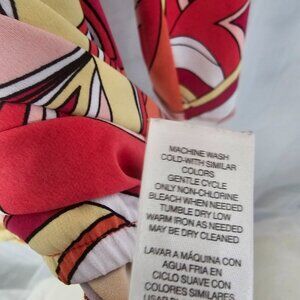 MACHINE WASH
COLD-WITH SIMILAR
COLORS
GENTLE CYCLE
ONLY NON-CHLORINE
BLEACH WHEN NEEDED
TUMBLE DRY LOW
WARM IRON AS NEEDED
MAY BE DRY CLEANED
LAVAR A MÁQUINA CON
AGUA FRIA EN
CICLO SUAVE CON
COLORES SIMILARES